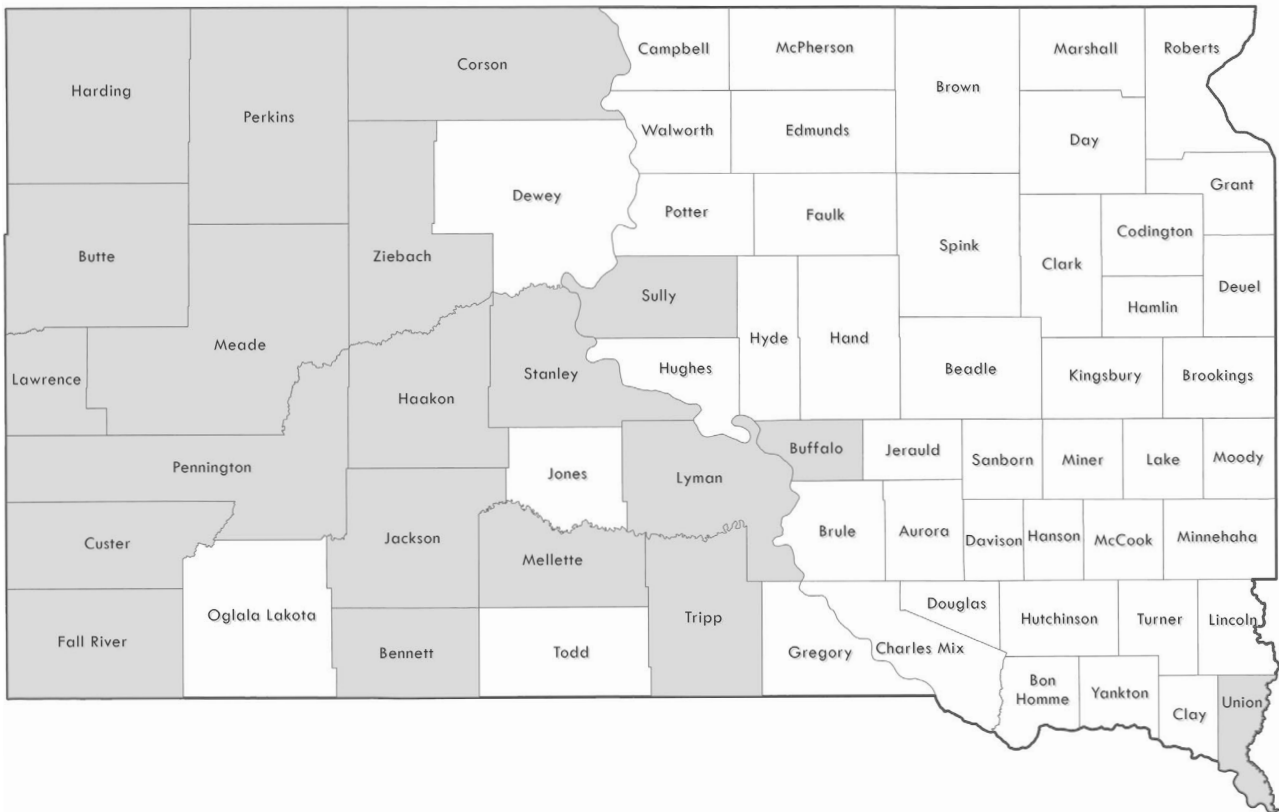 Campbell
McPherson
Marshall
Roberts
Harding
Corson
Brown
Perkins
Walworth
Edmunds
Day
Dewey
Grant
Potter
Faulk
Codington
Butte
Ziebach
Spink
Clark
Sully
Deuel
Hamlin
Meade
Hyde
Hand
Lawrence
Stanley
Hughes
Beadle
Kingsbury
Brookings
Haakon
Pennington
Jones
Lyman
Buffalo
Jerauld
Sanborn
Miner
Lake
Moody
Custer
Jackson
Mellette
Brule
Aurora
Davison
Hanson
McCook
Minnehaha
Oglala Lakota
Fall River
Bennett
Todd
Tripp
Gregory
Douglas
Charles Mix
Hutchinson
Turner
Lincoln
Bon
Homme
Yankton
Clay
Union